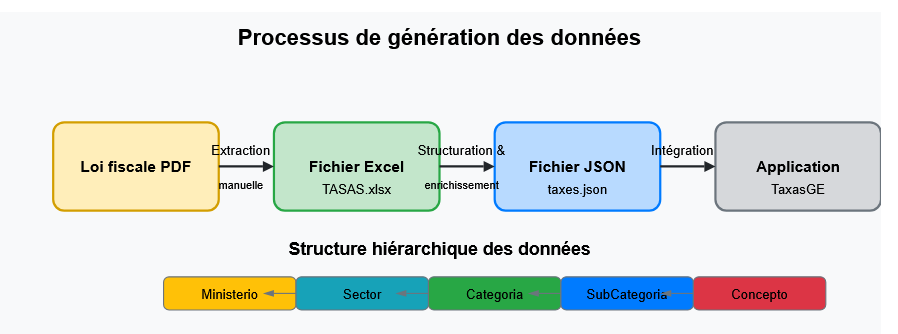 Processus de génération des données
Loi fiscale PDF
Extraction
manuelle
Fichier Excel
TASAS.xlsx
Structuration &
enrichissement
Fichier JSON
taxes.json
Intégration
Application
TaxasGE
Structure hiérarchique des données
Ministerio
Sector
Categoria
SubCategoria
Concepto